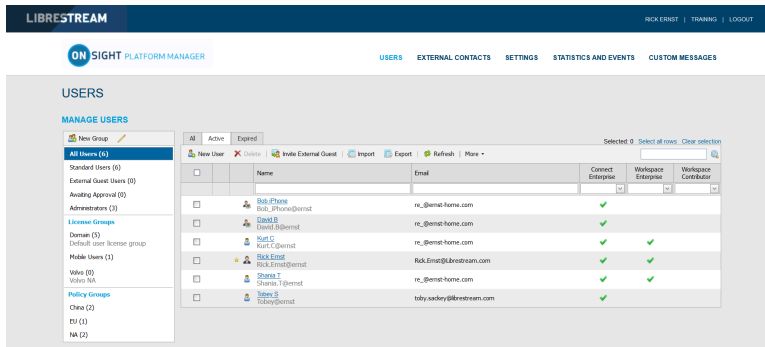 LIBRESTREAM
RICK ERNST | TRAINING | LOGOUT
ON SIGHT PLATFORM MANAGER
USERS EXTERNAL CONTACTS SETTINGS STATISTICS AND EVENTS CUSTOM MESSAGES
USERS
MANAGE USERS
New Group
All Users (6)
Standard Users (6)
External Guest Users (0)
Awaiting Approval (0)
Administrators (3)
License Groups
Domain (5)
Default user license group
Mobile Users (1)
Volvo (0)
Volvo NA
Policy Groups
China (2)
EU (1)
NA (2)
All Active Expired
Selected: 0 Select all rows Clear selection
New User Delete | Invite External Guest | Import Export | Refresh | More
Name Email Connect Enterprise Workspace Enterprise Workspace Contributor
Bob iPhone
Bob_iPhone@ernst re_@ernst-home.com
David B
David.B@ernst re_@ernst-home.com
Kurt C
Kurt.C@ernst re_@ernst-home.com
Rick Ernst
Rick.Ernst@ernst Rick.Ernst@Librestream.com
Shania T
Shania.T@ernst re_@ernst-home.com
Tobey S
Tobey@ernst toby.sackey@librestream.com